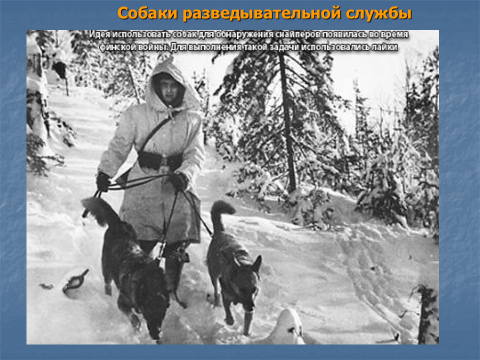 Собаки разведывательной службы
Идея использовать собак для обнаружения снайперов появилась во время
финской войны. Для выполнения такой задачи использовались лайки